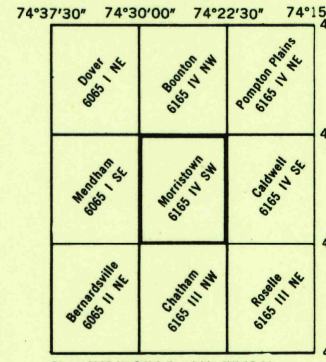 74°37'30" 74°30'00" 74°22'30" 74°15
Dover
6065 I NE
Boonton
6165 IV NW
Pompton Plains
6165 IV NE
Mendham
6065 I SE
Morristown
6165 IV SW
Caldwell
6165 IV SE
Bernardsville
6065 II NE
Chatham
6165 III NW
Roselle
6165 III NE